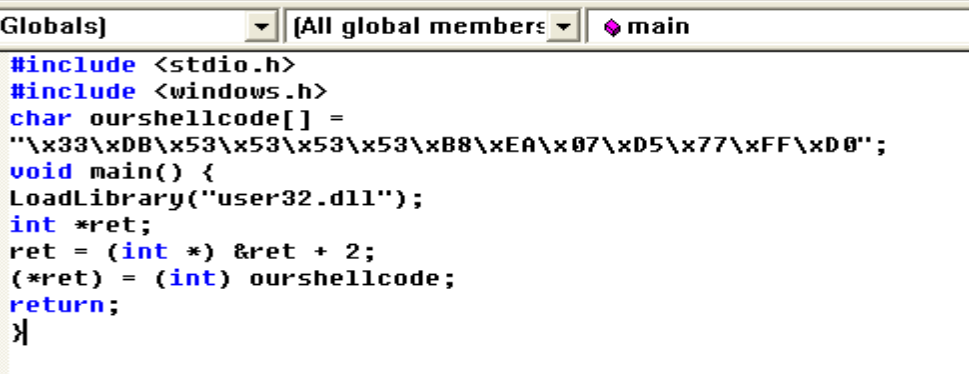 Globals)
(All global members
main
#include <stdio.h>
#include <windows.h>
char ourshellcode[] =
"\x33\xDB\x53\x53\x53\x53\xB8\xEA\x07\xD5\x77\xFF\xD0";
void main() {
LoadLibrary("user32.dll");
int *ret;
ret = (int *) &ret + 2;
(*ret) = (int) ourshellcode;
return;
}